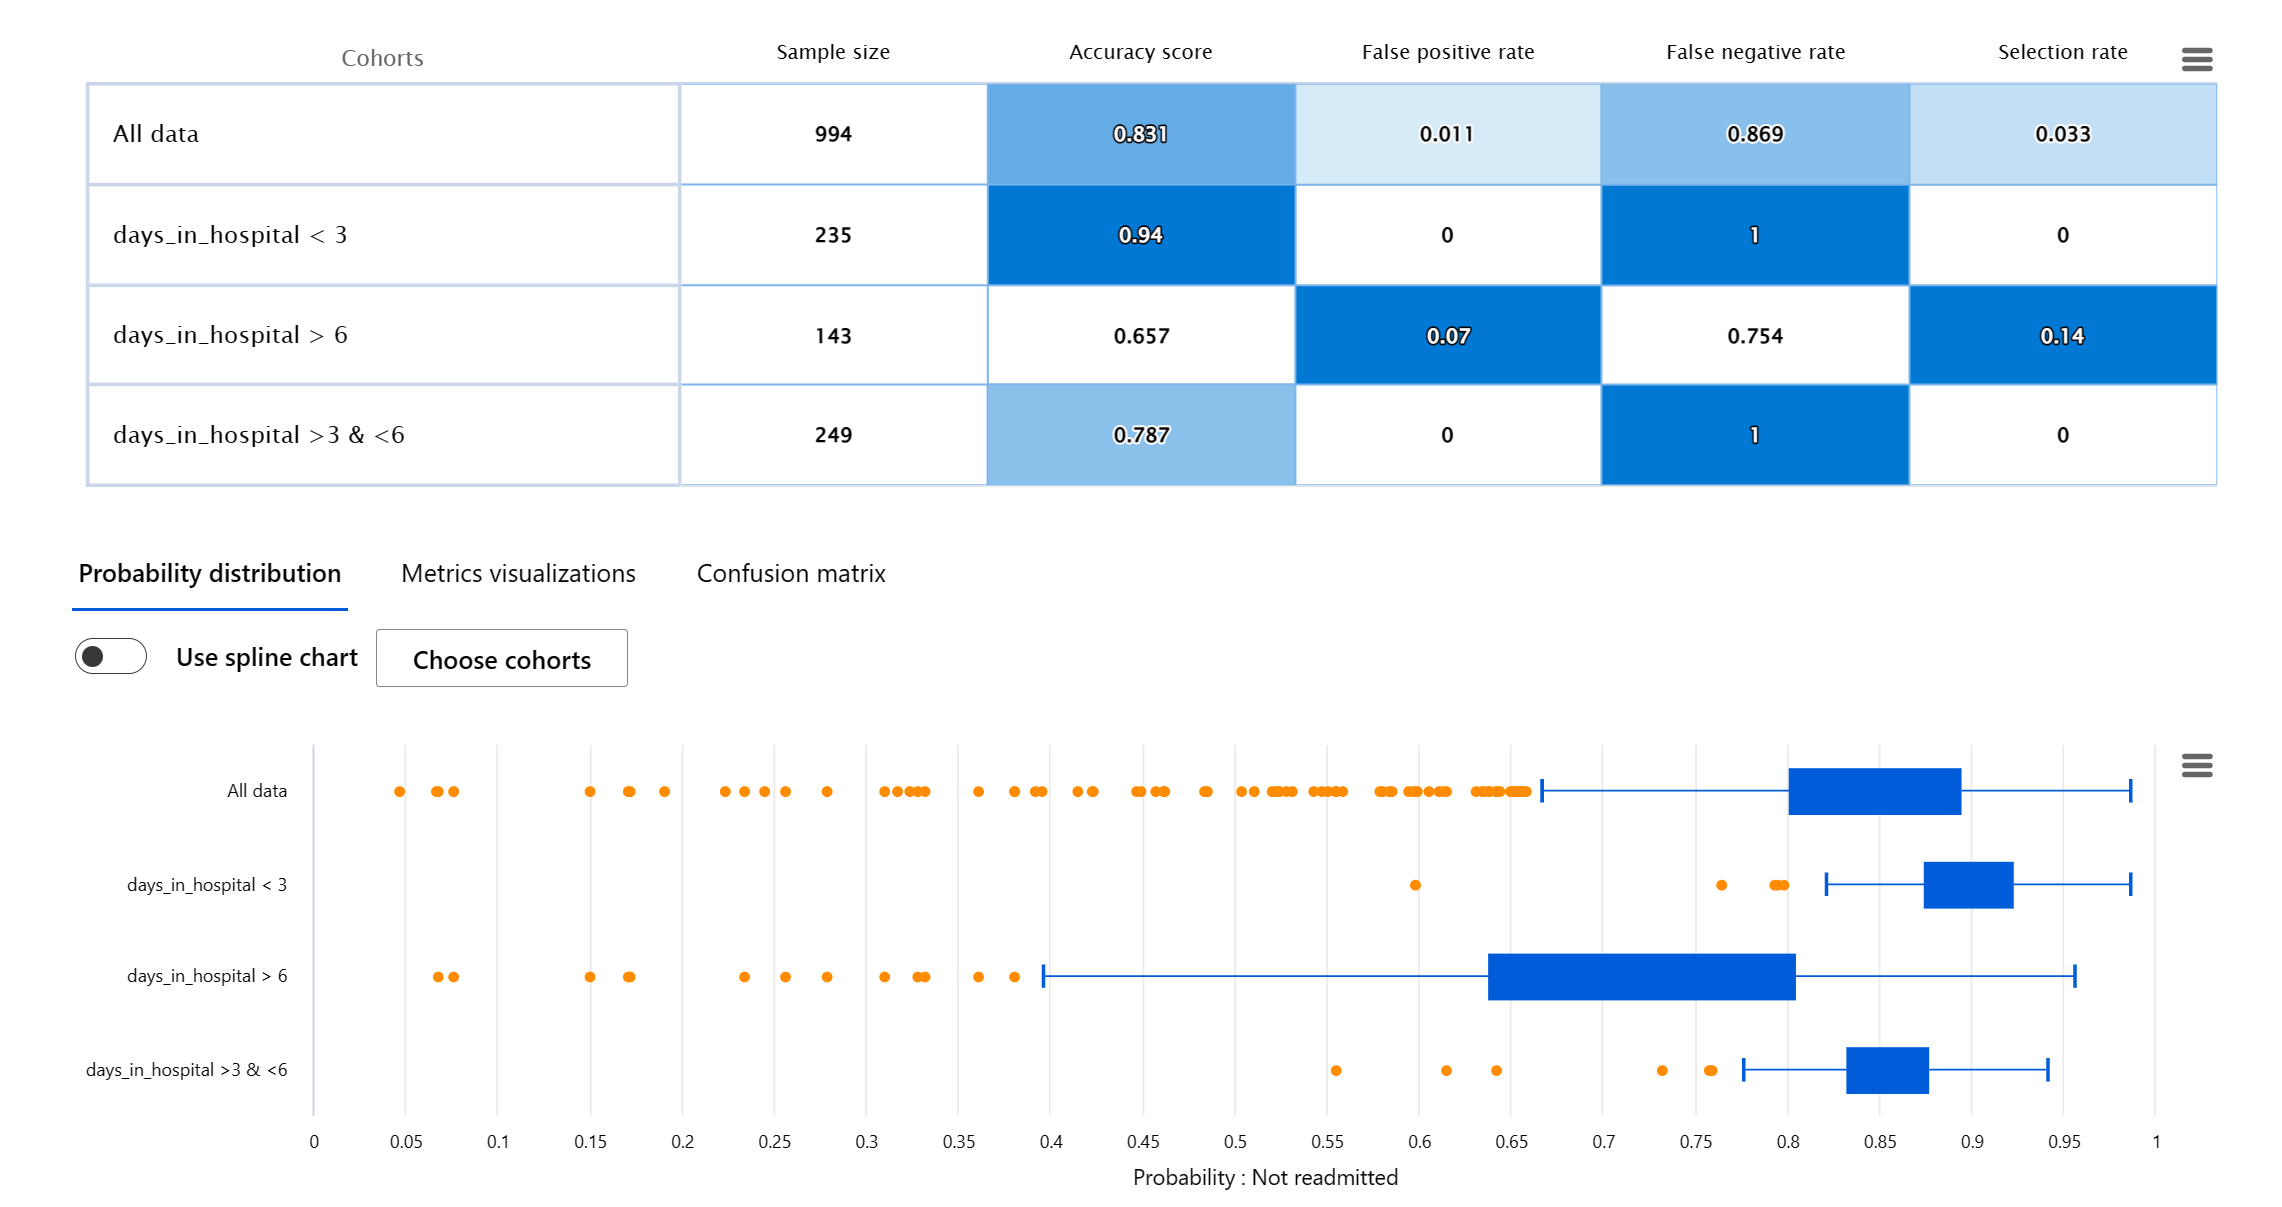 Cohorts Sample size Accuracy score False positive rate False negative rate Selection rate
All data 994 0.831 0.011 0.869 0.033
days_in_hospital < 3 235 0.94 0 1 0
days_in_hospital > 6 143 0.657 0.07 0.754 0.14
days_in_hospital >3 & <6 249 0.787 0 1 0
Probability distribution Metrics visualizations Confusion matrix
Use spline chart Choose cohorts
All data
days_in_hospital < 3
days_in_hospital > 6
days_in_hospital >3 & <6
0 0.05 0.1 0.15 0.2 0.25 0.3 0.35 0.4 0.45 0.5 0.55 0.6 0.65 0.7 0.75 0.8 0.85 0.9 0.95 1
Probability : Not readmitted